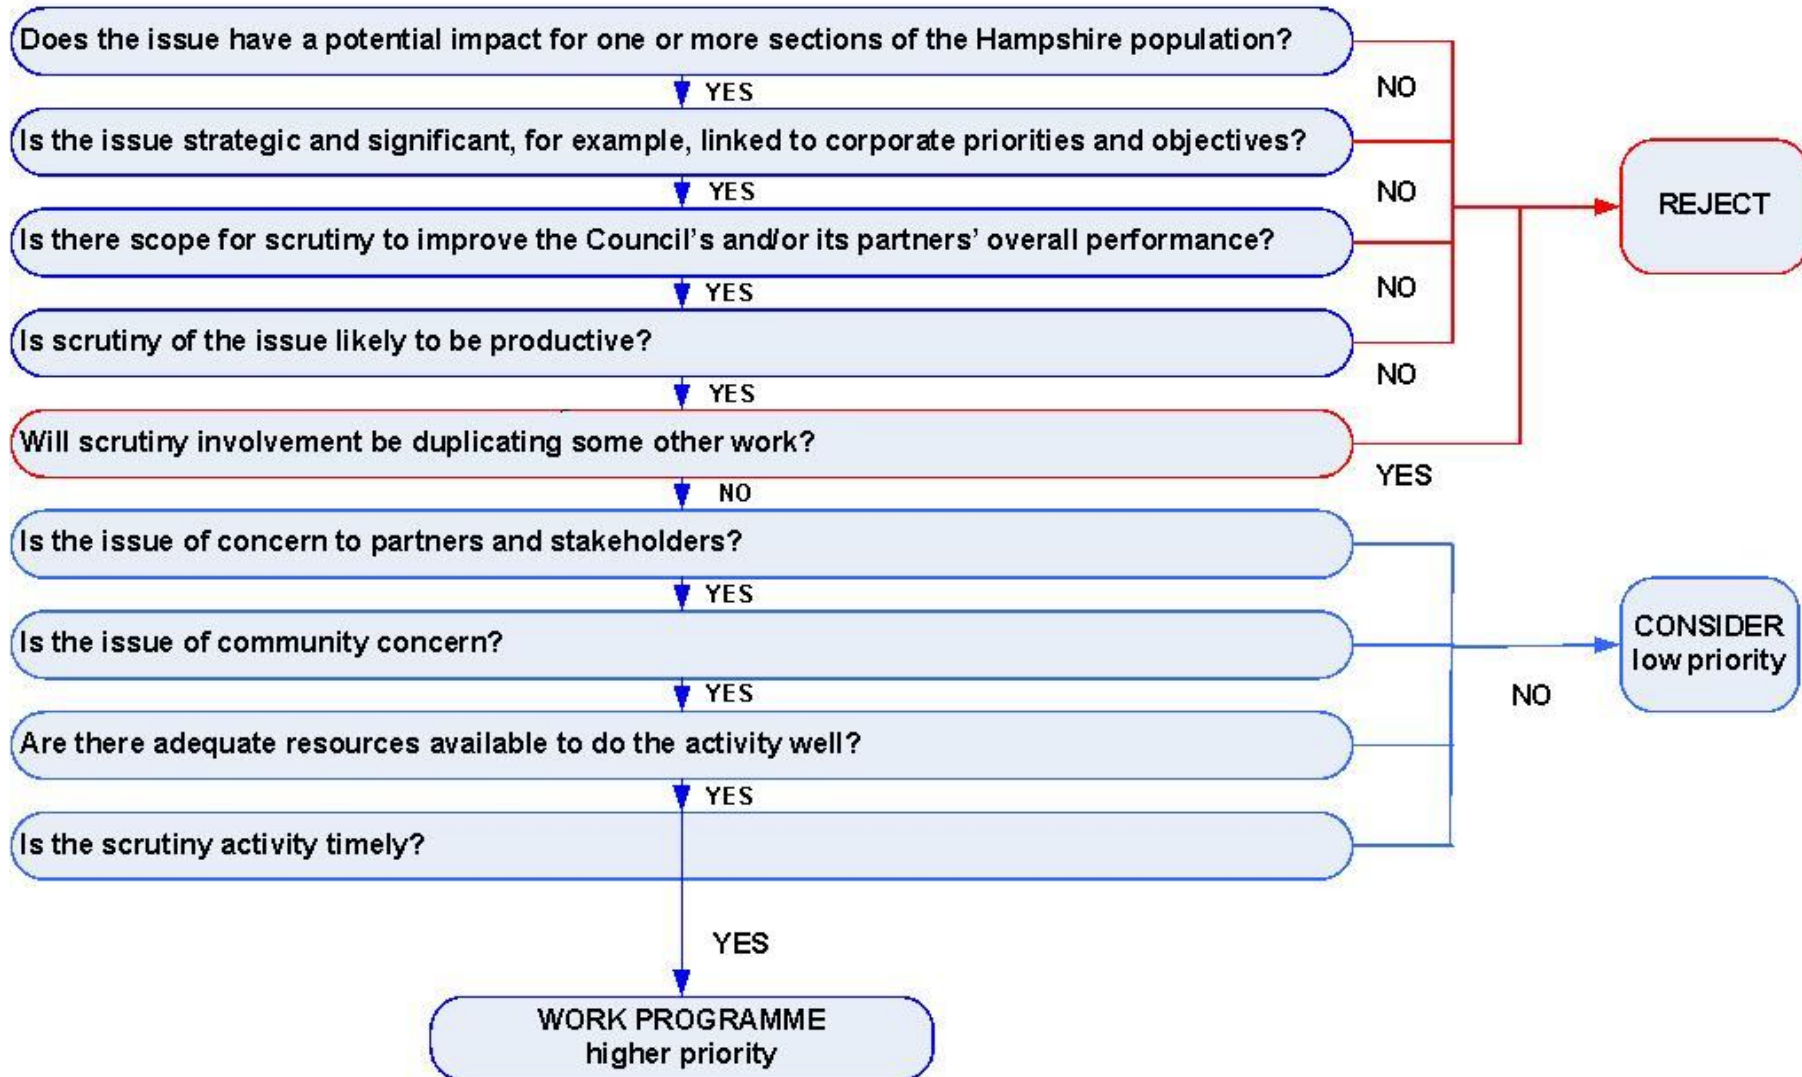 Does the issue have a potential impact for one or more sections of the Hampshire population?
NO
YES
Is the issue strategic and significant, for example, linked to corporate priorities and objectives?
YES
NO
REJECT
Is there scope for scrutiny to improve the Council’s and/or its partners’ overall performance?
NO
YES
Is scrutiny of the issue likely to be productive?
NO
YES
Will scrutiny involvement be duplicating some other work?
YES
NO
Is the issue of concern to partners and stakeholders?
YES
Is the issue of community concern?
CONSIDER
low priority
YES
NO
Are there adequate resources available to do the activity well?
YES
Is the scrutiny activity timely?
YES
WORK PROGRAMME
higher priority